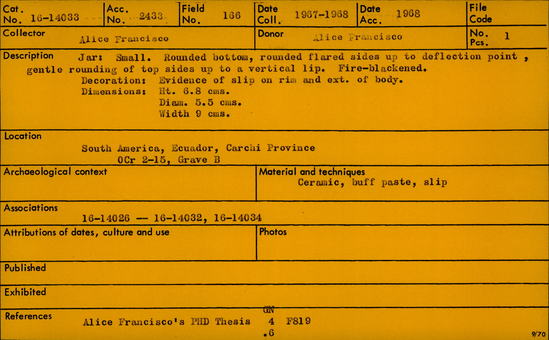 Cat. No. 16-14033 Acc. No. 2433 Field No. 166 Date Coll. 1967-1968 Date Acc. 1968 File Code
Collector Alice Francisco Donor Alice Francisco No. Pcs. 1
Description Jar: Small. Rounded bottom, rounded flared sides up to deflection point ,
gentle rounding of top sides up to a vertical lip. Fire-blackened.
Decoration: Evidence of slip on rim and ext. of body.
Dimensions: Ht. 6.8 cms.
Diam. 5.5 cms.
Width 9 cms.
Location
South America, Ecuador, Carchi Province
OCr 2-15, Grave B
Archaeological context Material and techniques
Ceramic, buff paste, slip
Associations
16-14026 -- 16-14032, 16-14034
Attributions of dates, culture and use Photos
Published
Exhibited
References Alice Francisco's PHD Thesis GN 4 F819
.6
9/70